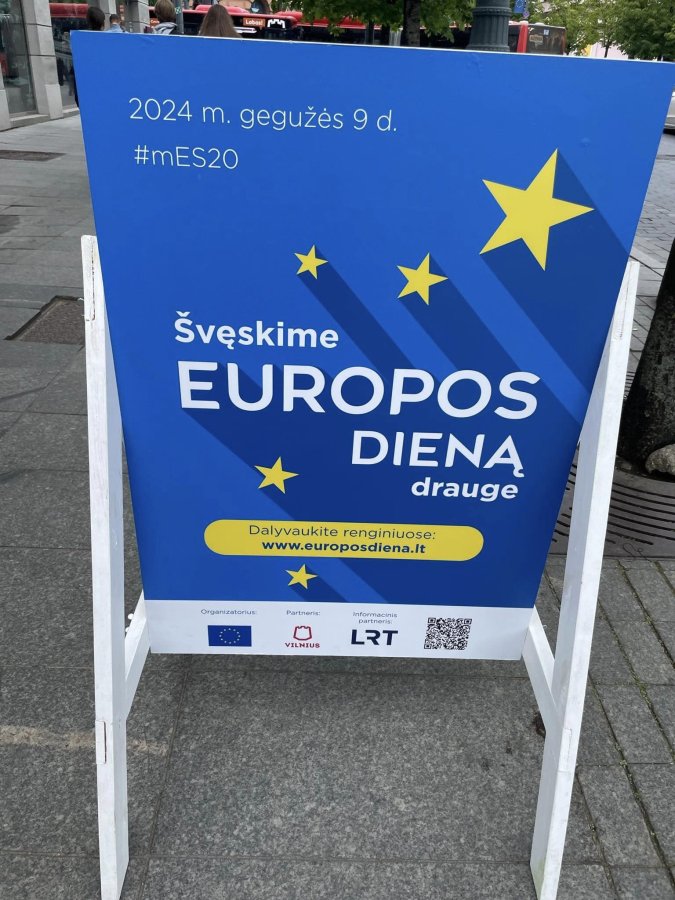 Lobas!
2024 m. gegužės 9 d.
#mES20
Švęskime
EUROPOS
DIENĄ
drauge
Dalyvaukite renginiuose:
www.europosdiena.lt
Organizatorius:
Partneris:
VILNIUS
Informacinis
partneris:
LRT